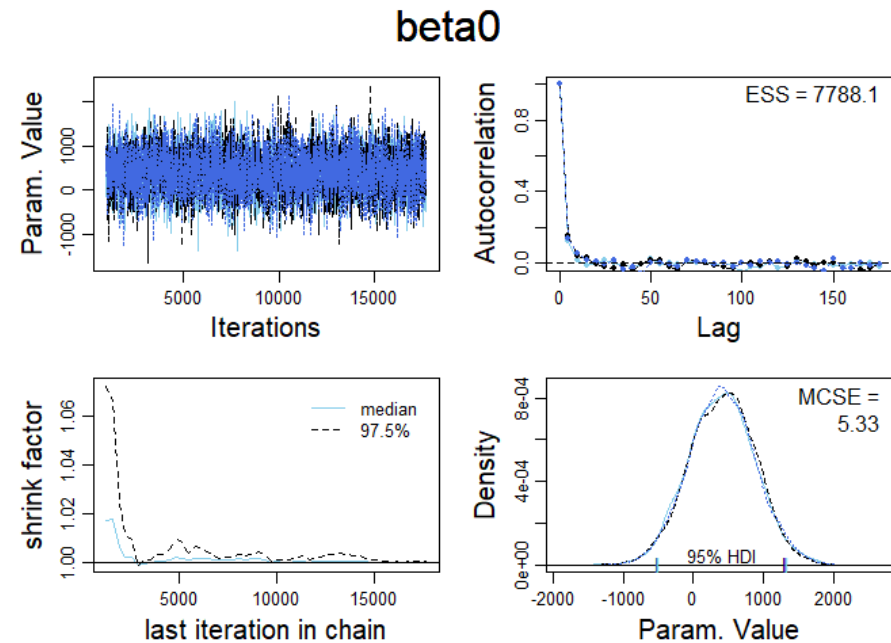 beta0
Param. Value
1000
0
-1000
5000
10000
15000
Iterations
Autocorrelation
0.8
0.4
0.0
ESS = 7788.1
0
50
100
150
Lag
shrink factor
1.06
1.04
1.02
1.00
median
97.5%
5000
10000
15000
last iteration in chain
Density
8e-04
4e-04
0e+00
MCSE =
5.33
95% HDI
-2000
-1000
0
1000
2000
Param. Value